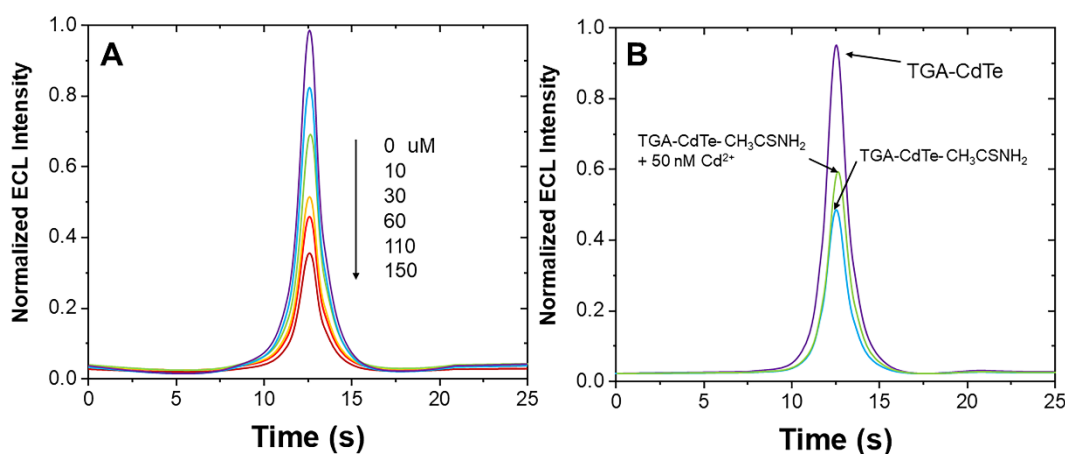 A
Normalized ECL Intensity
1.0
0.8
0.6
0.4
0.2
0.0
0 uM
10
30
60
110
150
0
5
10
15
20
25
Time (s)
B
Normalized ECL Intensity
1.0
0.8
0.6
0.4
0.2
0.0
TGA-CdTe
TGA-CdTe-CH₃CSNH₂
+ 50 nM Cd²⁺
TGA-CdTe-CH₃CSNH₂
0
5
10
15
20
25
Time (s)